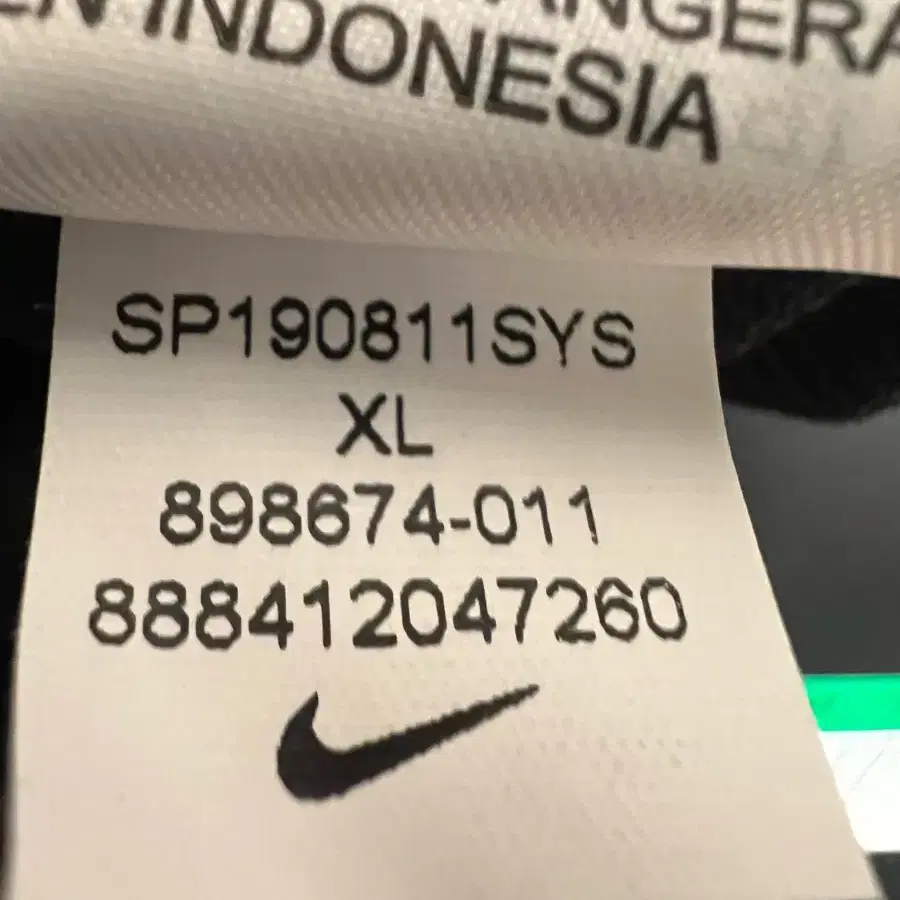 INDONESIA
SP190811SYS
XL
898674-011
888412047260